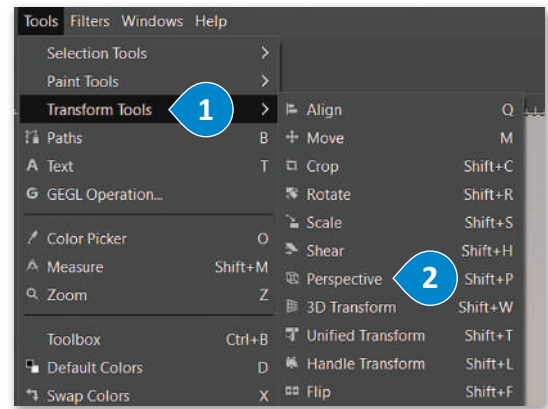 Tools Filters Windows Help
Selection Tools >
Paint Tools >
Transform Tools 1 >
Paths B
Text T
GEGL Operation...
Color Picker O
Measure Shift+M
Zoom Z
Toolbox Ctrl+B
Default Colors D
Swap Colors X
Align Q
Move M
Crop Shift+C
Rotate Shift+R
Scale Shift+S
Shear Shift+H
Perspective 2 Shift+P
3D Transform Shift+W
Unified Transform Shift+T
Handle Transform Shift+L
Flip Shift+F